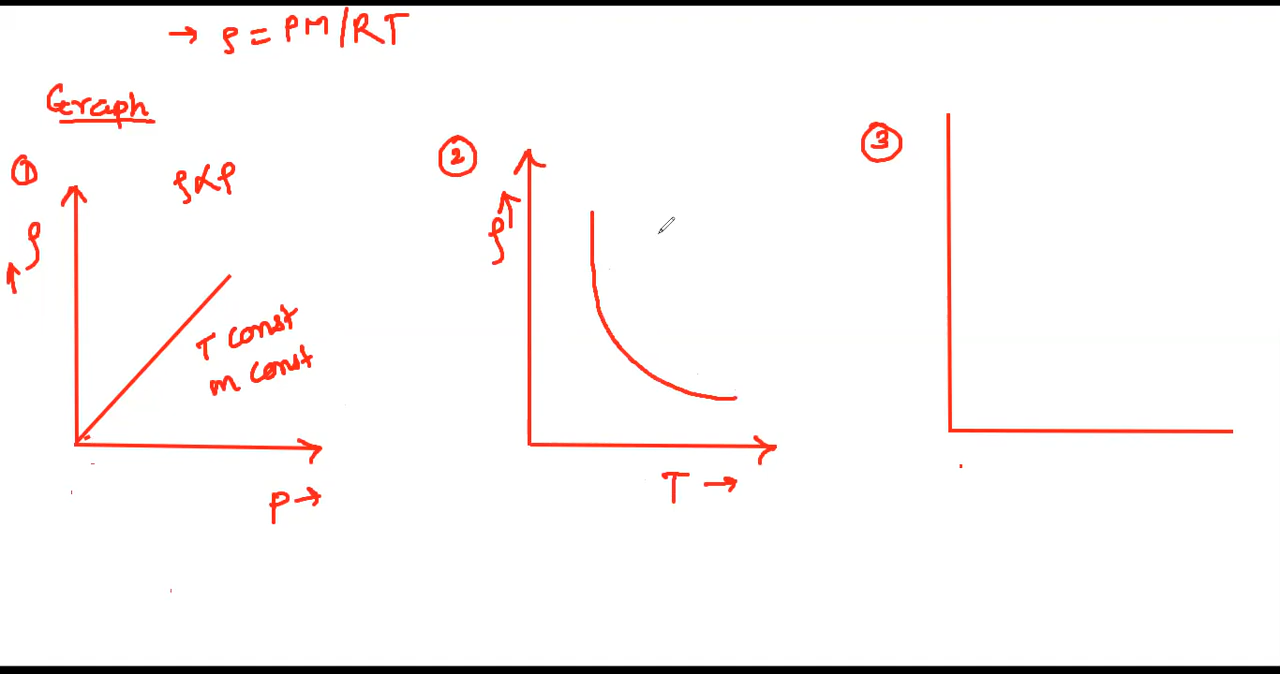 → ρ = PM/RT
Graph
①
ρ ∝ P
↑ ρ
T const
m const
P →
②
ρ ↑
T →
③